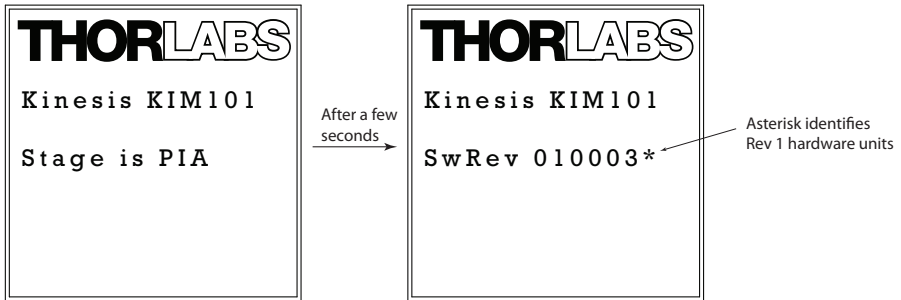 THORLABS
Kinesis KIM101
Stage is PIA
After a few
seconds
THORLABS
Kinesis KIM101
SwRev 010003*
Asterisk identifies
Rev 1 hardware units